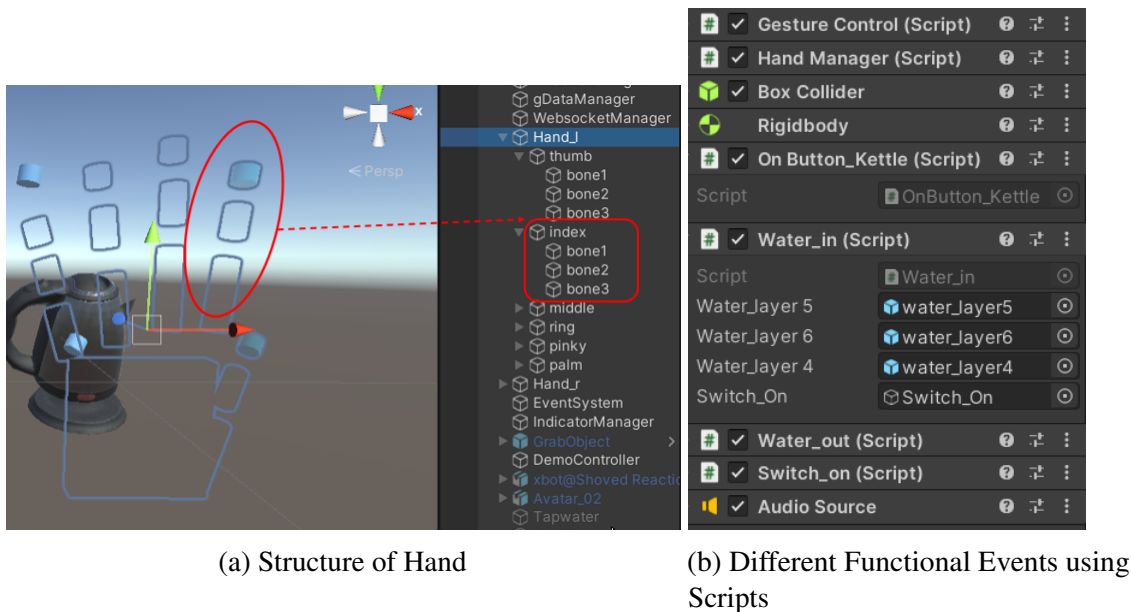 x
< Persp
gDataManager
WebsocketManager
Hand_l
thumb
bone1
bone2
bone3
index
bone1
bone2
bone3
middle
ring
pinky
palm
Hand_r
EventSystem
IndicatorManager
GrabObject >
DemoController
xbot@Shoved Reactio
Avatar_02
Tapwater
(a) Structure of Hand
# Gesture Control (Script)
# Hand Manager (Script)
Box Collider
Rigidbody
# On Button_Kettle (Script)
Script # OnButton_Kettle
# Water_in (Script)
Script # Water_in
Water_layer 5 water_layer5
Water_layer 6 water_layer6
Water_layer 4 water_layer4
Switch_On Switch_On
# Water_out (Script)
# Switch_on (Script)
Audio Source
(b) Different Functional Events using
Scripts